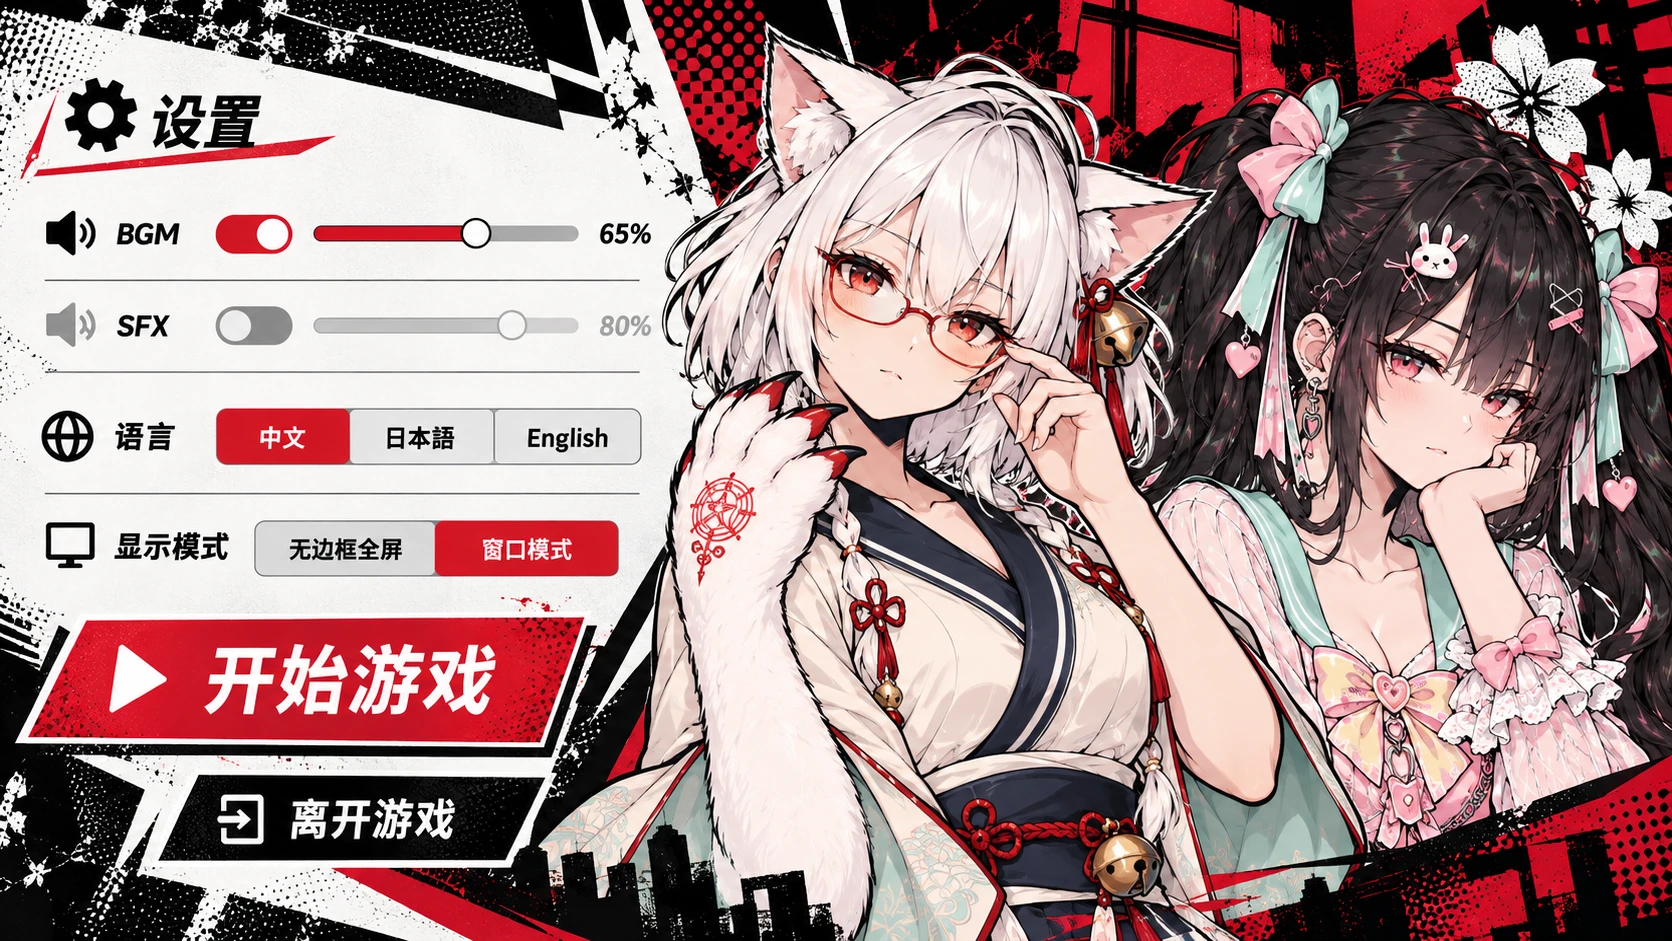 设置
BGM 65%
SFX 80%
语言 中文 日本語 English
显示模式 无边框全屏 窗口模式
开始游戏
离开游戏